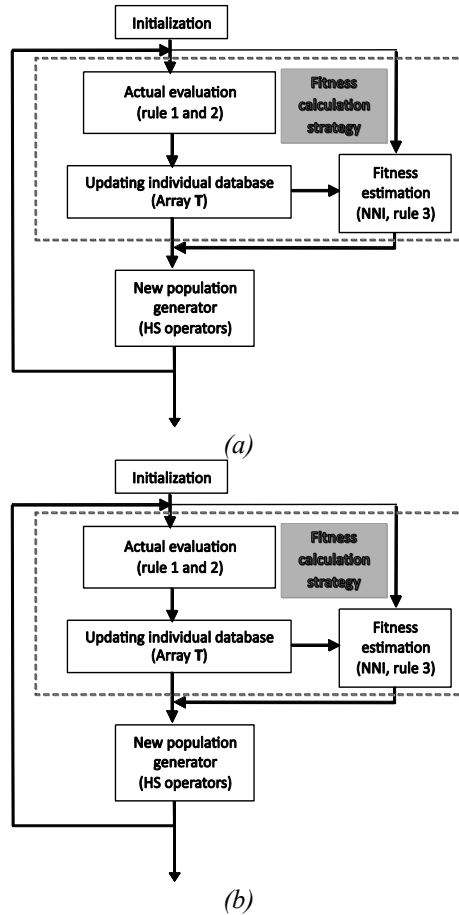 Initialization
Actual evaluation
(rule 1 and 2)
Fitness
calculation
strategy
Updating individual database
(Array T)
Fitness
estimation
(NNI, rule 3)
New population
generator
(HS operators)
(a)
Initialization
Actual evaluation
(rule 1 and 2)
Fitness
calculation
strategy
Updating individual database
(Array T)
Fitness
estimation
(NNI, rule 3)
New population
generator
(HS operators)
(b)